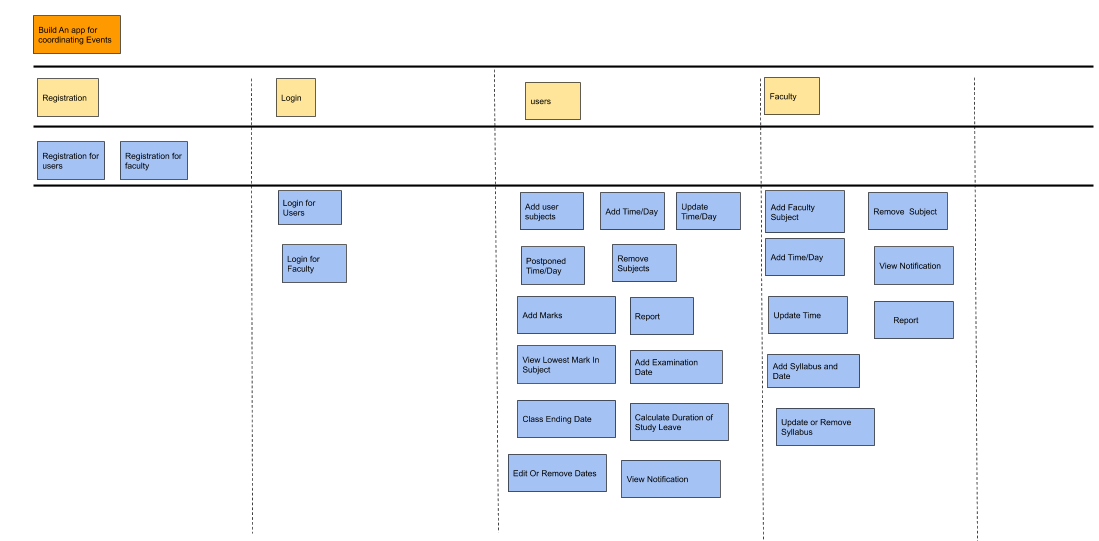 Build An app for
coordinating Events
Registration
Login
users
Faculty
Registration for
users
Registration for
faculty
Login for
Users
Login for
Faculty
Add user
subjects
Add Time/Day
Update
Time/Day
Postponed
Time/Day
Remove
Subjects
Add Marks
Report
View Lowest Mark In
Subject
Add Examination
Date
Class Ending Date
Calculate Duration of
Study Leave
Edit Or Remove Dates
View Notification
Add Faculty
Subject
Remove  Subject
Add Time/Day
View Notification
Update Time
Report
Add Syllabus and
Date
Update or Remove
Syllabus